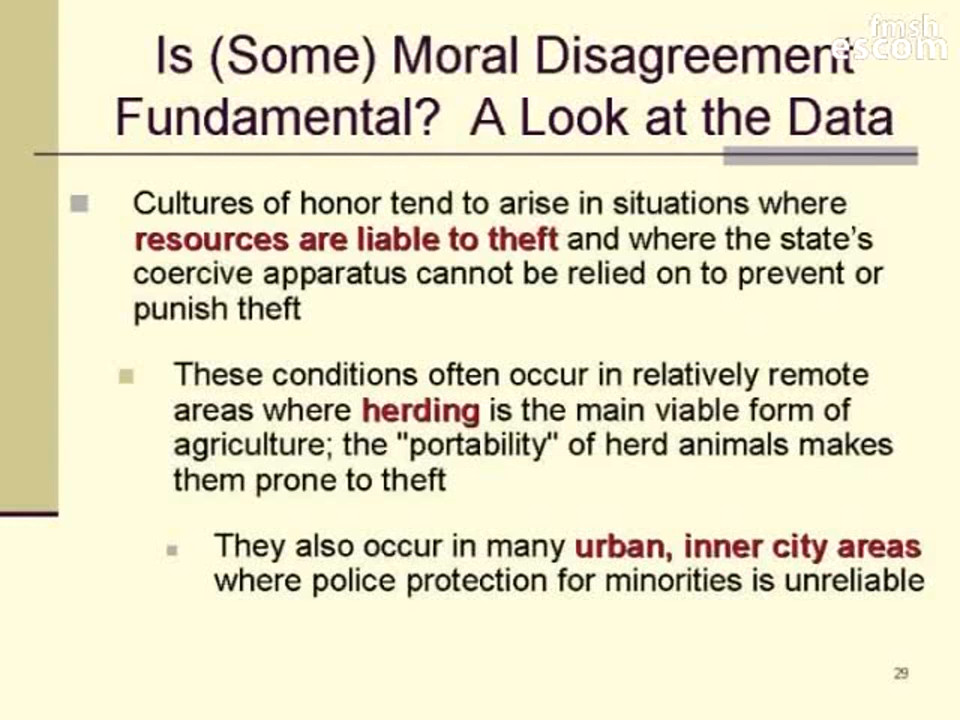 fmsh
escom
Is (Some) Moral Disagreement
Fundamental? A Look at the Data
Cultures of honor tend to arise in situations where
resources are liable to theft and where the state's
coercive apparatus cannot be relied on to prevent or
punish theft
These conditions often occur in relatively remote
areas where herding is the main viable form of
agriculture; the "portability" of herd animals makes
them prone to theft
They also occur in many urban, inner city areas
where police protection for minorities is unreliable
29